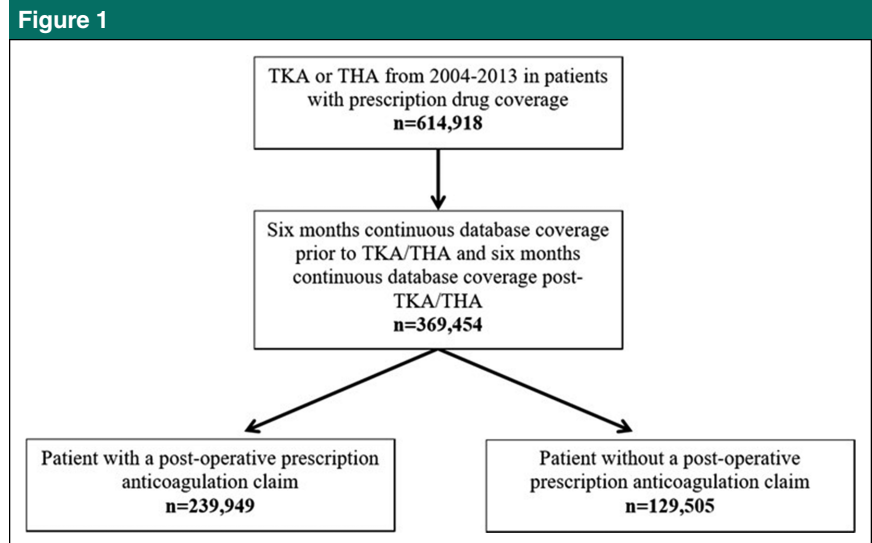 Figure 1
TKA or THA from 2004-2013 in patients
with prescription drug coverage
n=614,918
Six months continuous database coverage
prior to TKA/THA and six months
continuous database coverage post-
TKA/THA
n=369,454
Patient with a post-operative prescription
anticoagulation claim
n=239,949
Patient without a post-operative
prescription anticoagulation claim
n=129,505